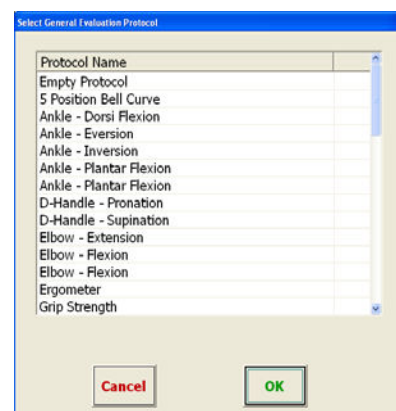 Select General Evaluation Protocol
Protocol Name
Empty Protocol
5 Position Bell Curve
Ankle - Dorsi Flexion
Ankle - Eversion
Ankle - Inversion
Ankle - Plantar Flexion
Ankle - Plantar Flexion
D-Handle - Pronation
D-Handle - Supination
Elbow - Extension
Elbow - Flexion
Elbow - Flexion
Ergometer
Grip Strength
Cancel OK